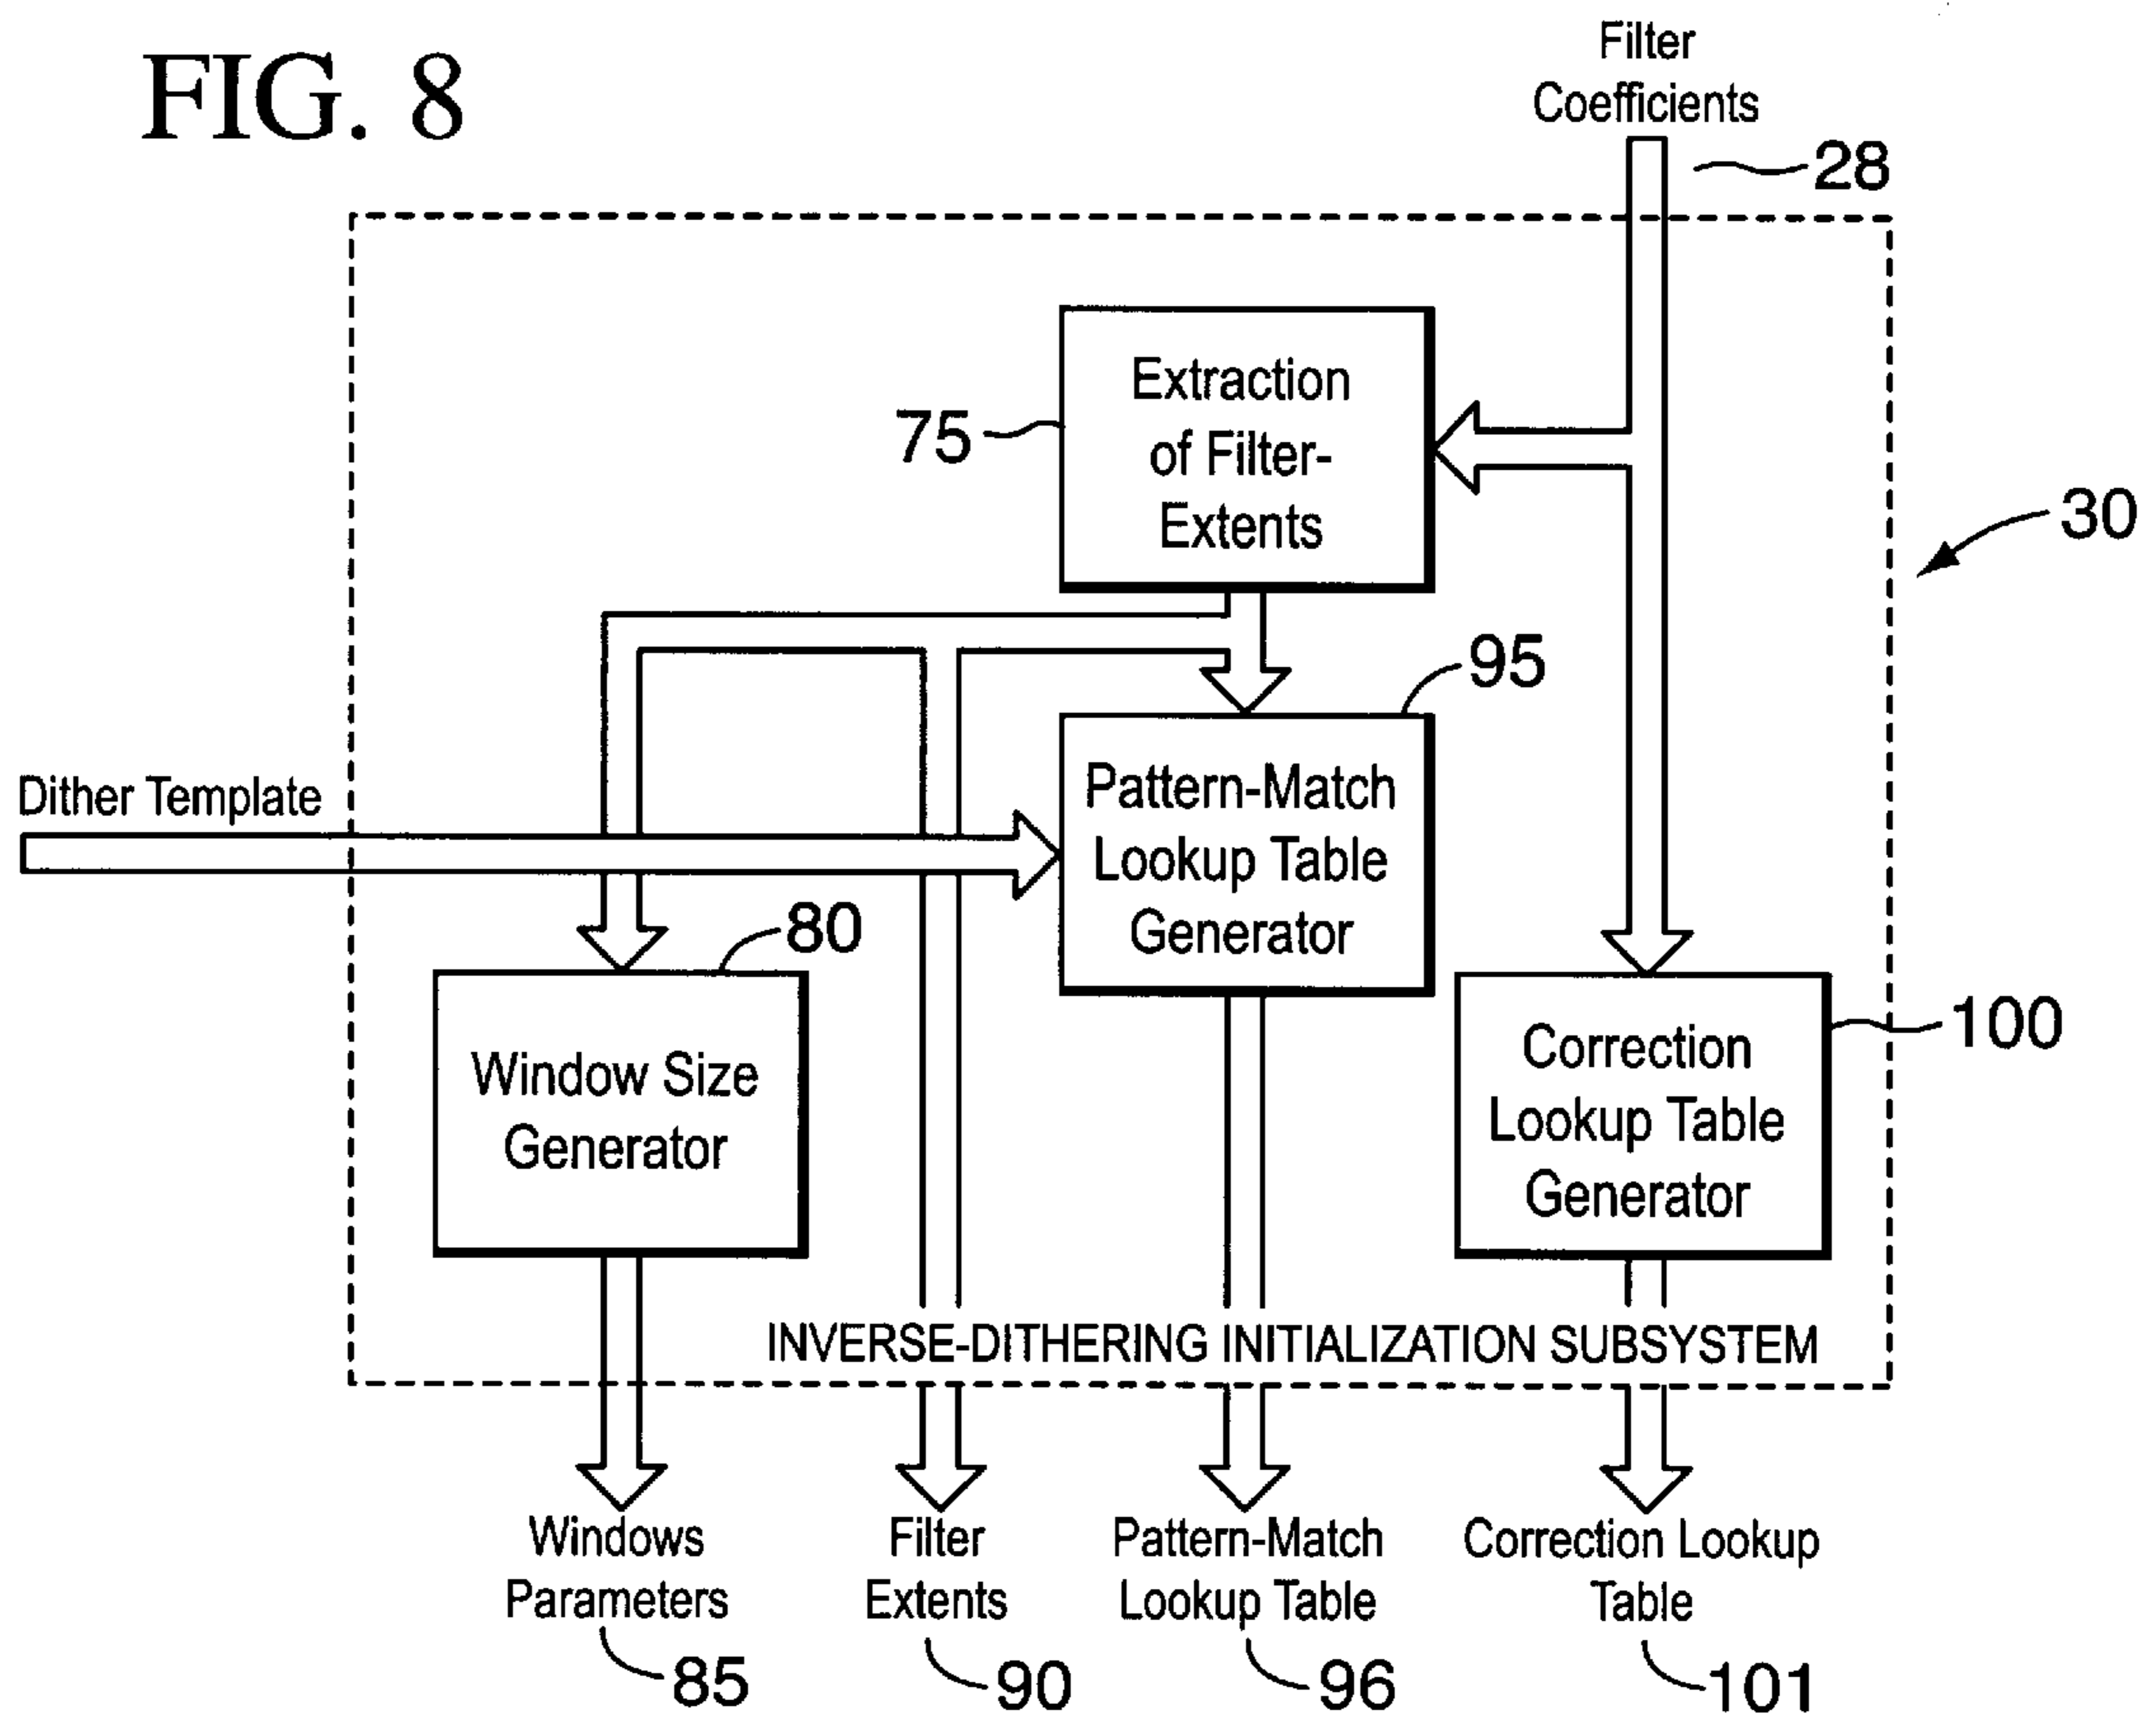 FIG. 8
Filter
Coefficients
28
Extraction
of Filter-
Extents
75
30
95
Dither Template
Pattern-Match
Lookup Table
Generator
80
Window Size
Generator
100
Correction
Lookup Table
Generator
INVERSE-DITHERING INITIALIZATION SUBSYSTEM
Windows
Parameters
85
Filter
Extents
90
Pattern-Match
Lookup Table
96
Correction Lookup
Table
101